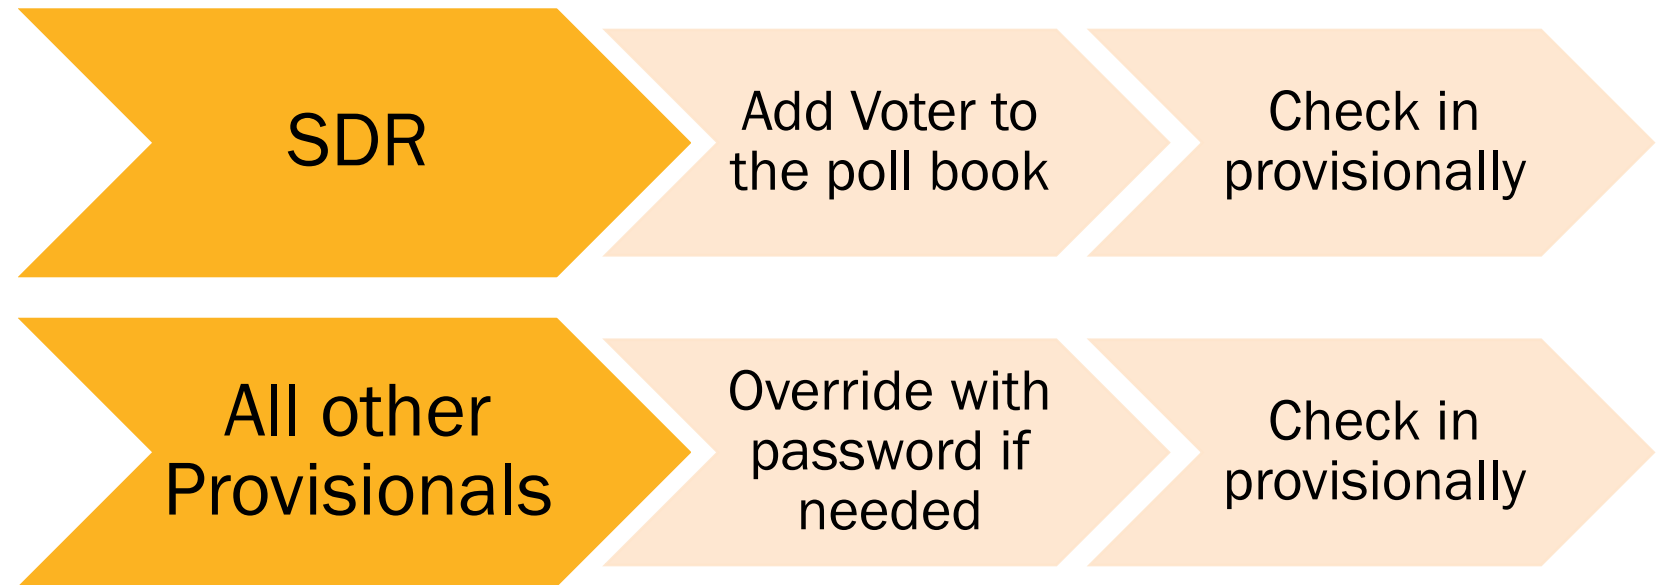 SDR
Add Voter to
the poll book
Check in
provisionally
All other
Provisionals
Override with
password if
needed
Check in
provisionally